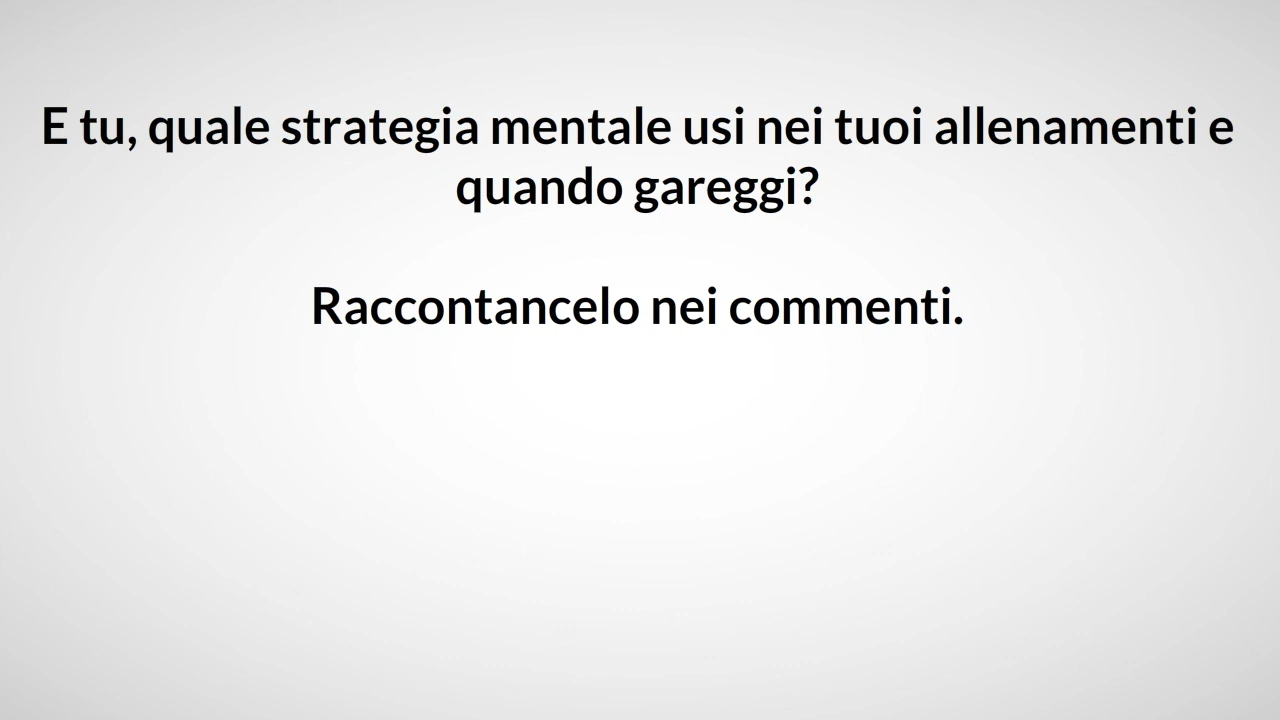 E tu, quale strategia mentale usi nei tuoi allenamenti e
quando gareggi?
Raccontancelo nei commenti.